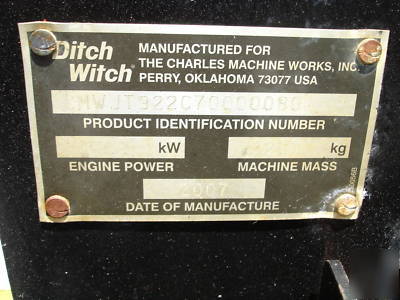 Ditch Witch®
MANUFACTURED FOR
THE CHARLES MACHINE WORKS, INC
PERRY, OKLAHOMA 73077 USA
PRODUCT IDENTIFICATION NUMBER
kW
kg
ENGINE POWER
MACHINE MASS
2007
DATE OF MANUFACTURE